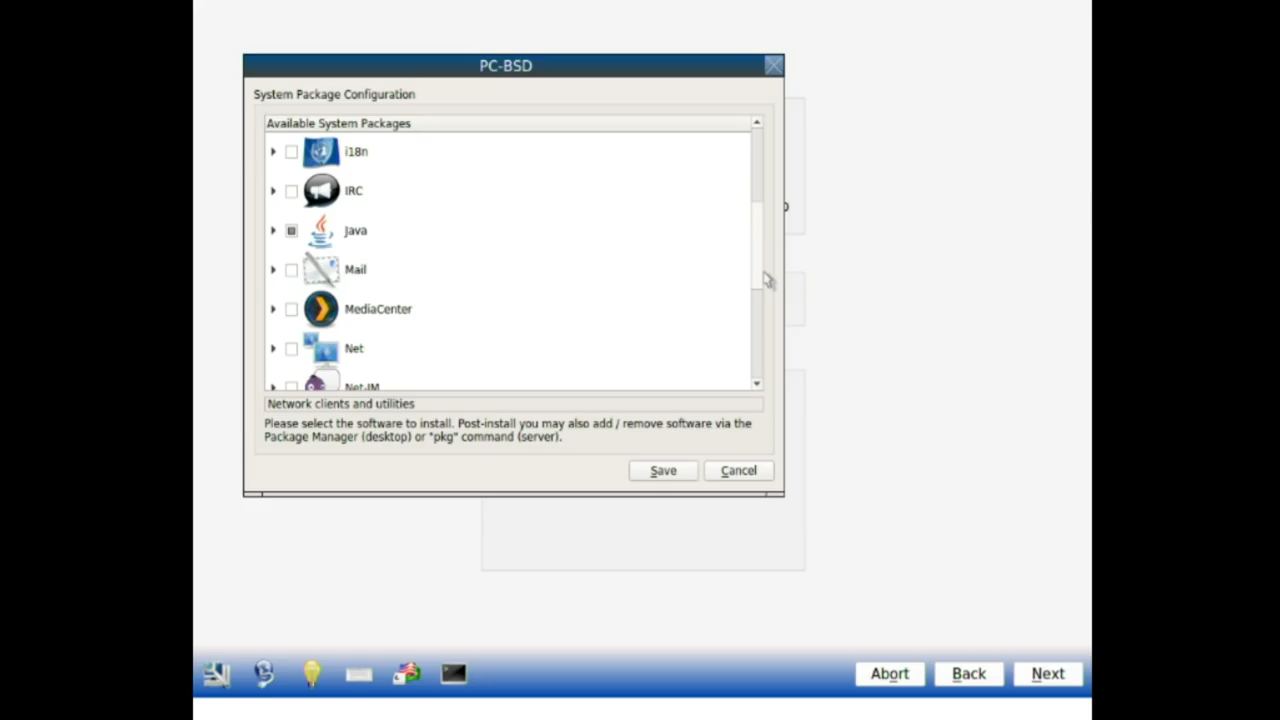 PC-BSD
System Package Configuration
Available System Packages
i18n
IRC
Java
Mail
MediaCenter
Net
Net-IM
Network clients and utilities
Please select the software to install. Post-install you may also add / remove software via the
Package Manager (desktop) or "pkg" command (server).
Save
Cancel
Abort
Back
Next